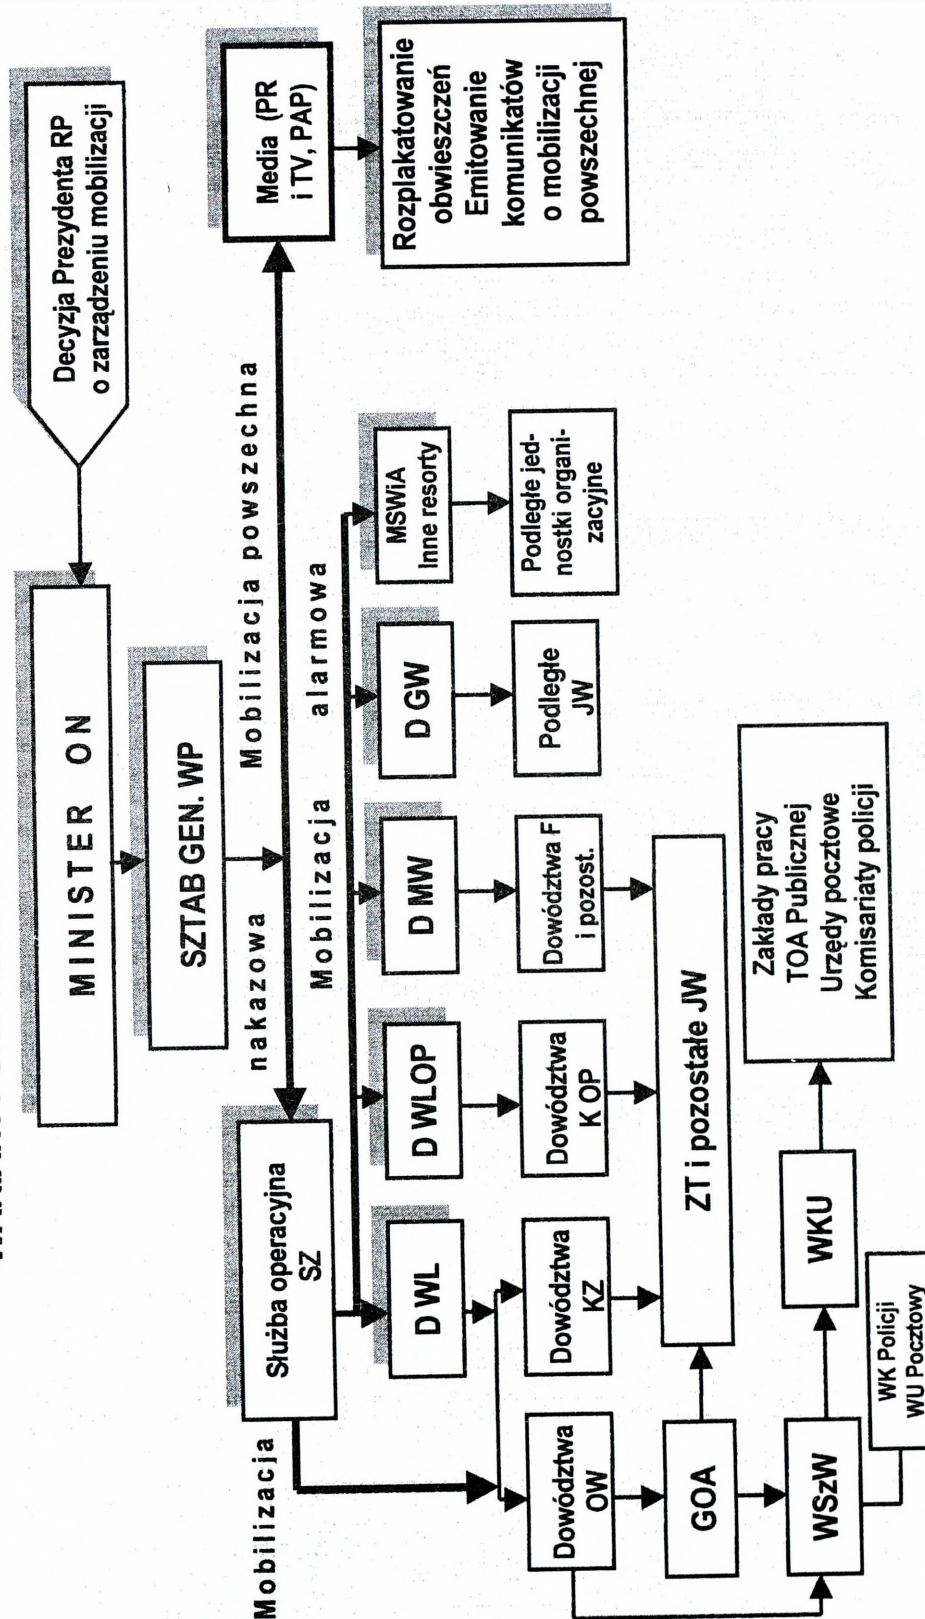 Decyzja Prezydenta RP
o zarządzeniu mobilizacji
MINISTER ON
SZTAB GEN. WP
nakazowa
Mobilizacja powszechna
Media (PR
i TV, PAP)
Rozplakatowanie
obwieszczeń
Emitowanie
komunikatów
o mobilizacji
powszechnej
Służba operacyjna
SZ
Mobilizacja
Mobilizacja alarmowa
D WL
D WLOP
D MW
D GW
MSWiA
Inne resorty
Dowództwa
OW
Dowództwa
KZ
Dowództwa
K OP
Dowództwa F
i pozost.
Podległe
JW
Podległe jed-
nostki organi-
zacyjne
GOA
ZT i pozostałe JW
WSzW
WKU
Zakłady pracy
TOA Publicznej
Urzędy pocztowe
Komisariaty policji
WK Policji
WU Pocztowy